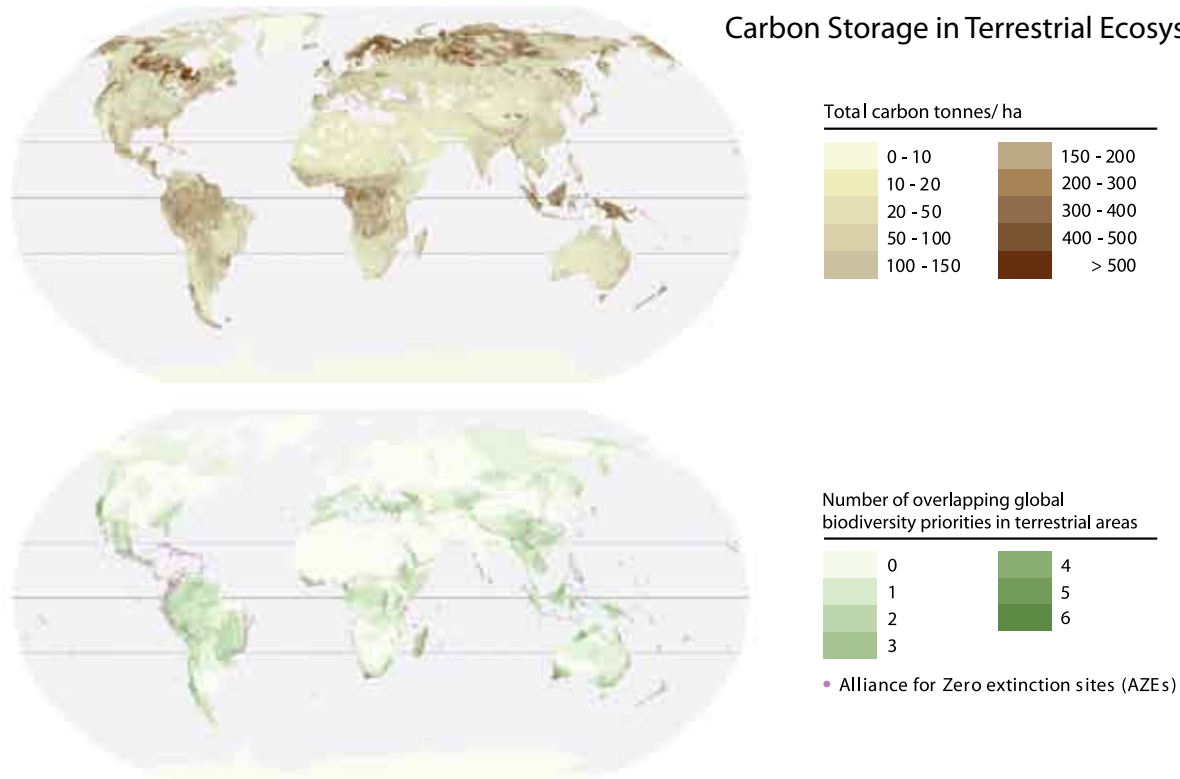 Carbon Storage in Terrestrial Ecosys
Total carbon tonnes/ ha
0 - 10
10 - 20
20 - 50
50 - 100
100 - 150
150 - 200
200 - 300
300 - 400
400 - 500
> 500
Number of overlapping global
biodiversity priorities in terrestrial areas
0
1
2
3
4
5
6
Alliance for Zero extinction sites (AZEs)